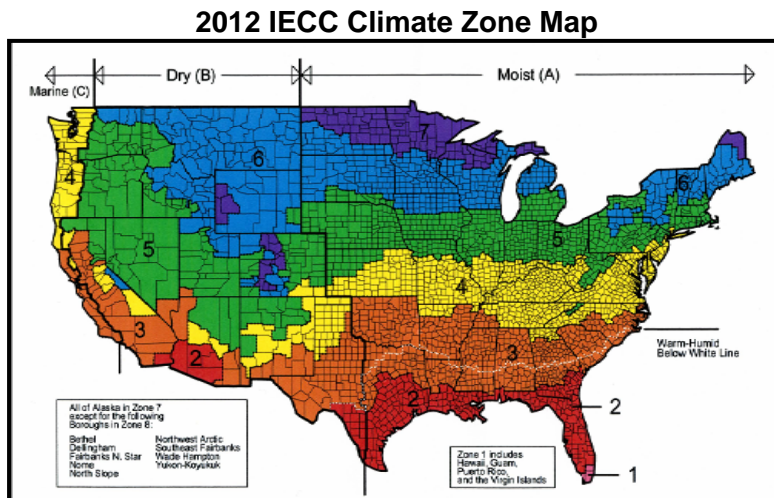 2012 IECC Climate Zone Map
Marine (C)
Dry (B)
Moist (A)
7
6
6
4
5
5
4
3
3
2
2
Warm-Humid
Below White Line
2
1
All of Alaska in Zone 7
except for the following
Boroughs in Zone 8:
Bethel
Dellingham
Fairbanks N. Star
Nome
North Slope
Northwest Arctic
Southeast Fairbanks
Wade Hampton
Yukon-Koyukuk
Zone 1 includes
Hawaii, Guam,
Puerto Rico,
and the Virgin Islands